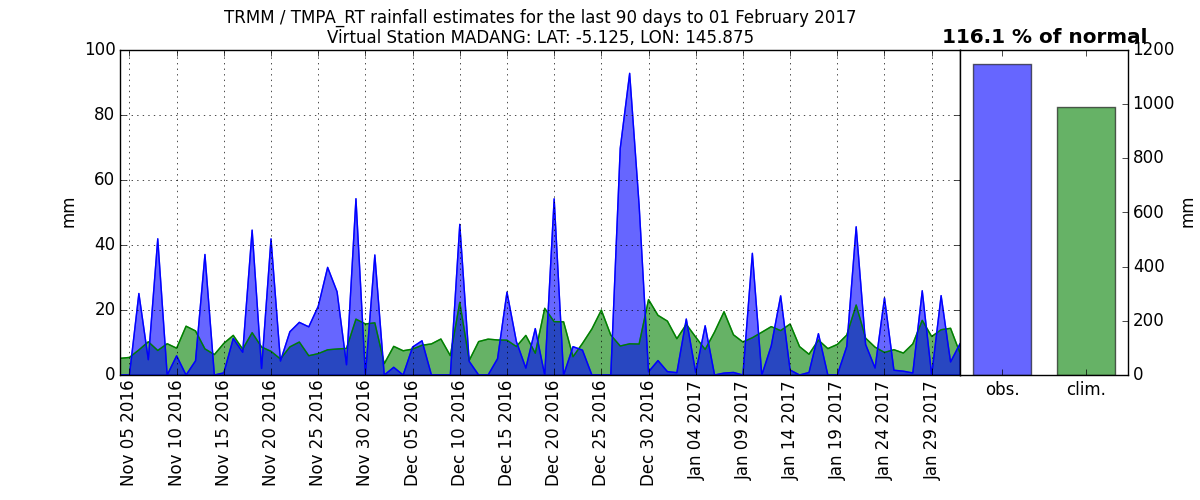 TRMM / TMPA_RT rainfall estimates for the last 90 days to 01 February 2017
Virtual Station MADANG: LAT: -5.125, LON: 145.875
116.1 % of normal
100
80
60
40
20
0
mm
1200
1000
800
600
400
200
0
mm
Nov 05 2016
Nov 10 2016
Nov 15 2016
Nov 20 2016
Nov 25 2016
Nov 30 2016
Dec 05 2016
Dec 10 2016
Dec 15 2016
Dec 20 2016
Dec 25 2016
Dec 30 2016
Jan 04 2017
Jan 09 2017
Jan 14 2017
Jan 19 2017
Jan 24 2017
Jan 29 2017
obs.
clim.